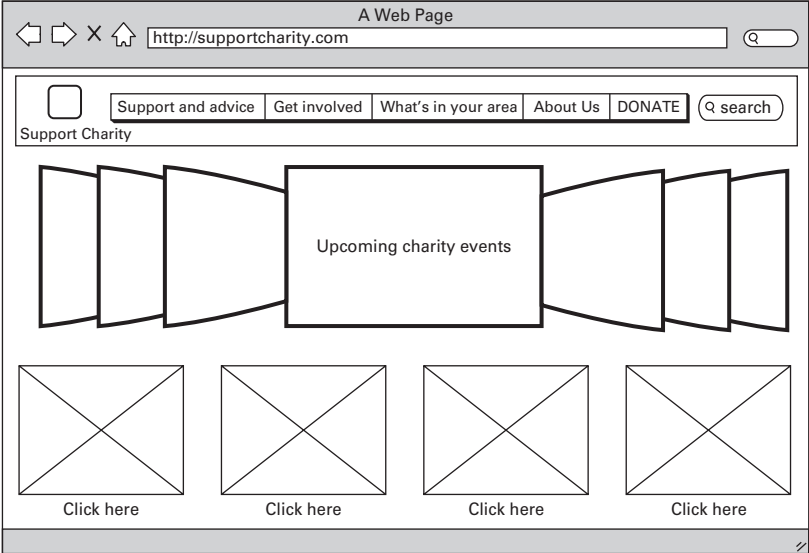 A Web Page
http://supportcharity.com
Support and advice Get involved What's in your area About Us DONATE search
Support Charity
Upcoming charity events
Click here Click here Click here Click here